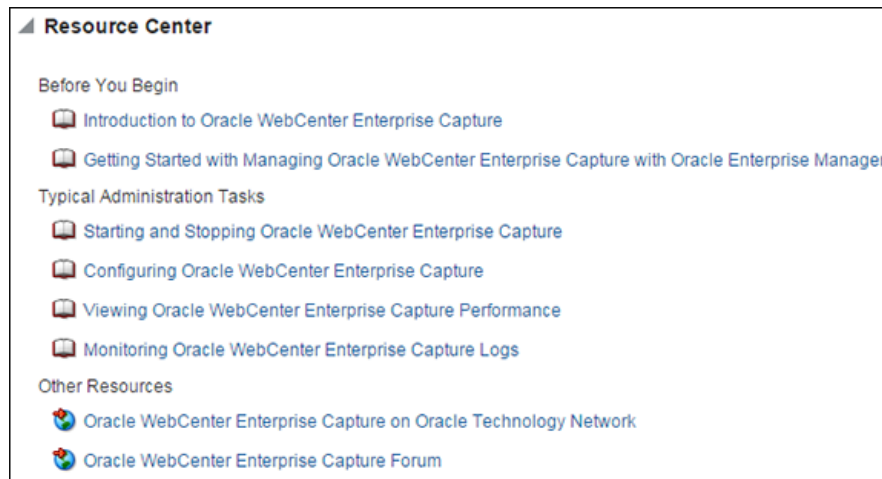 Resource Center
Before You Begin
Introduction to Oracle WebCenter Enterprise Capture
Getting Started with Managing Oracle WebCenter Enterprise Capture with Oracle Enterprise Manager
Typical Administration Tasks
Starting and Stopping Oracle WebCenter Enterprise Capture
Configuring Oracle WebCenter Enterprise Capture
Viewing Oracle WebCenter Enterprise Capture Performance
Monitoring Oracle WebCenter Enterprise Capture Logs
Other Resources
Oracle WebCenter Enterprise Capture on Oracle Technology Network
Oracle WebCenter Enterprise Capture Forum